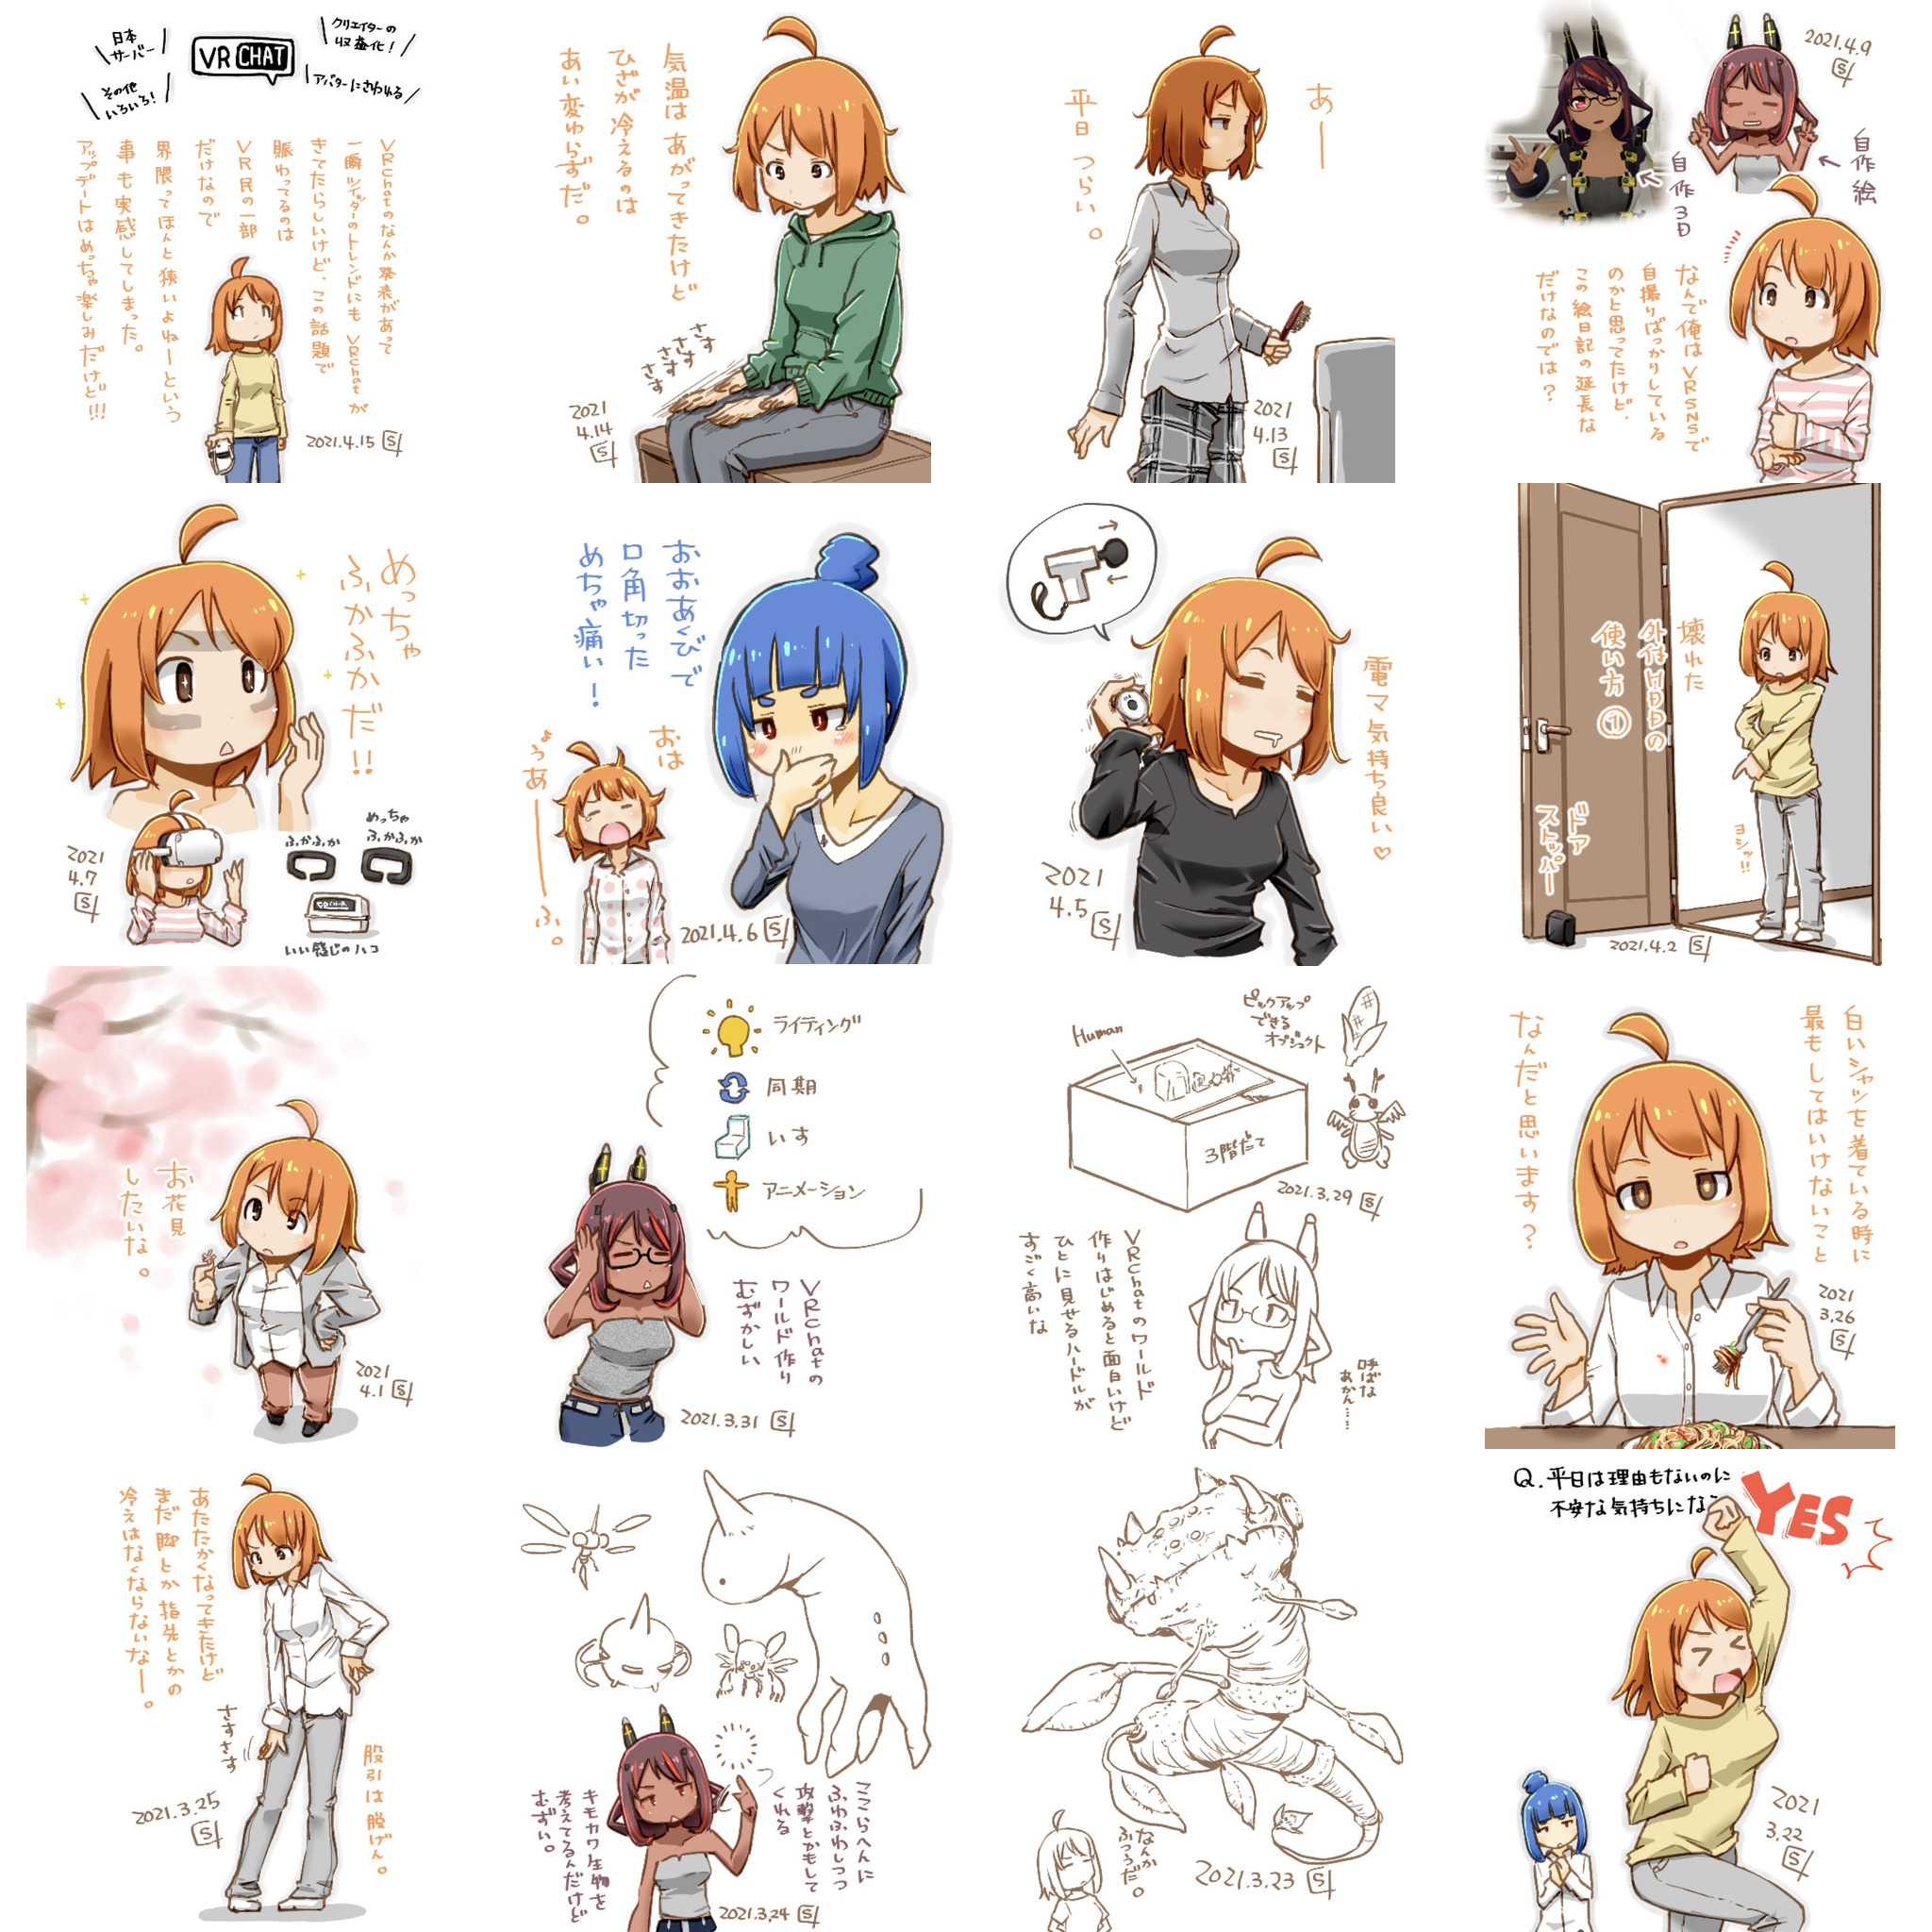 日本
サーバー
クリエイターの
収益化！
VR CHAT
その他
いろいろ！
アバターにさわれる
VRChatのなんか発表があって
一瞬ツイッターのトレンドにも VRChat が
きてたらしいけど、この話題で
賑わってるのは
VR民の一部
だけなので
界隈ってほんと狭いよねーという
事も実感してしまった。
アップデートはめっちゃ楽しみだけど!!!
2021.4.15 S
気温は あがってきたけど
ひざが冷えるのは
あい変わらずだ。
さす
さす
さす
さす
2021
4.14
S
あー
平日 つらい。
2021
4.13
S
2021.4.9
S
自作絵
自作3D
なんで俺は VRSNSで
自撮りばっかりしている
のかと思ってたけど、
この絵日記の延長な
だけなのでは？
めっちゃ
ふかふかだ!!
2021
4.7
S
ふかふか
めっちゃ
ふかふか
いい感じのハコ
おおあくびで
口角切った
めちゃ痛い！
おは
ようあーーふ。
2021.4.6 S
電マ気持ち良い♡
2021
4.5 S
壊れた
外付HDDの
使い方①
ドア
ストッパー
ヨシッ!!
2021.4.2 S
お花見
したいな。
2021
4.1 S
ライティング
同期
いす
アニメーション
VRChatの
ワールド作り
むずかしい
2021.3.31 S
Human
ピックアップ
できる
オブジェクト
3階だて
2021.3.29 S
VRChatのワールド
作りはじめると面白いけど
ひとに見せるハードルが
すごく高いな
呼ばな
あかん……
白いシャツを着ている時に
最もしてはいけないこと
なんだと思います？
2021
3.26
S
あたたかくなってきたけど
まだ脚とか指先とかの
冷えはなくならないなー。
さすさす
股引は脱げん。
2021.3.25
S
ここらへんに
ふわふわしつつ
攻撃とかもして
くれる
キモカワ生物を
考えてるんだけど
むずい。
2021.3.24 S
なんか
ふつうだ。
2021.3.23 S
Q. 平日は理由もないのに
不安な気持ちにな
YES
2021
3.22
S